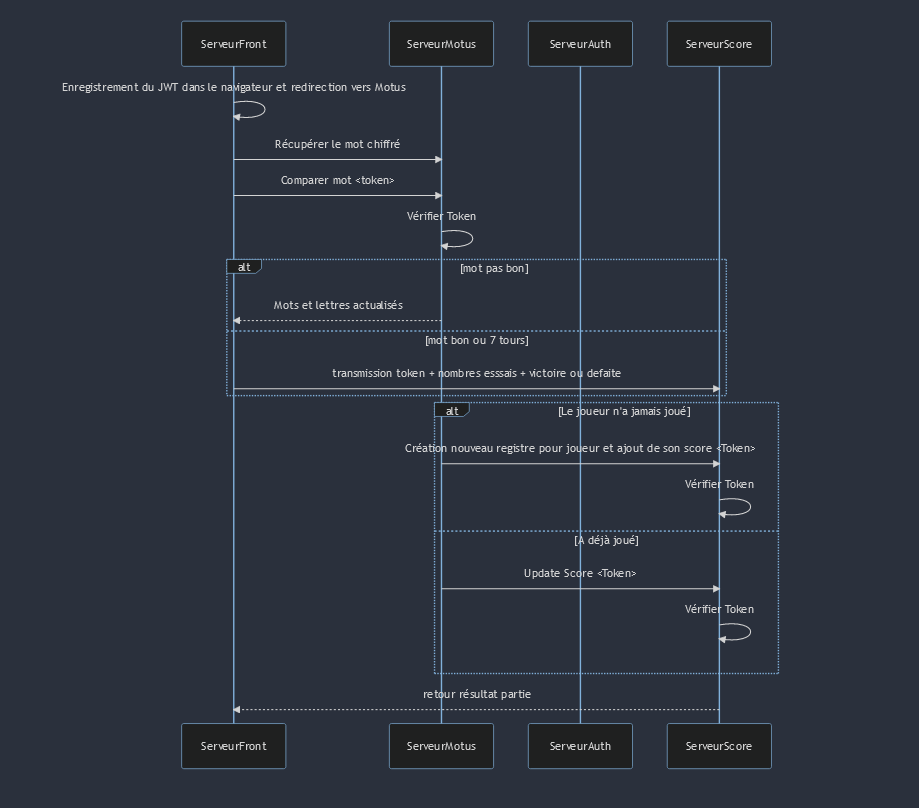 ServeurFront ServeurMotus ServeurAuth ServeurScore
Enregistrement du JWT dans le navigateur et redirection vers Motus
Récupérer le mot chiffré
Comparer mot <token>
Vérifier Token
alt [mot pas bon]
Mots et lettres actualisés
[mot bon ou 7 tours]
transmission token + nombres esssais + victoire ou defaite
alt [Le joueur n'a jamais joué]
Création nouveau registre pour joueur et ajout de son score <Token>
Vérifier Token
[A déjà joué]
Update Score <Token>
Vérifier Token
retour résultat partie
ServeurFront ServeurMotus ServeurAuth ServeurScore